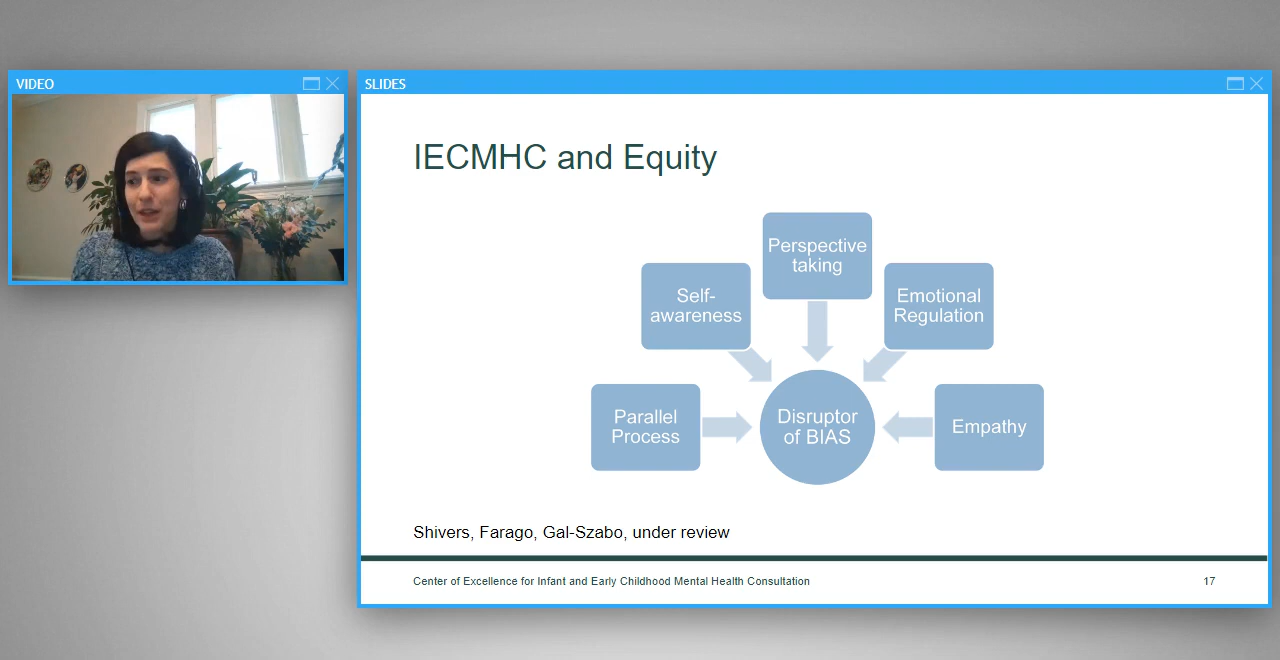 VIDEO
SLIDES
IECMHC and Equity
Perspective
taking
Self-
awareness
Emotional
Regulation
Parallel
Process
Disruptor
of BIAS
Empathy
Shivers, Farago, Gal-Szabo, under review
Center of Excellence for Infant and Early Childhood Mental Health Consultation
17